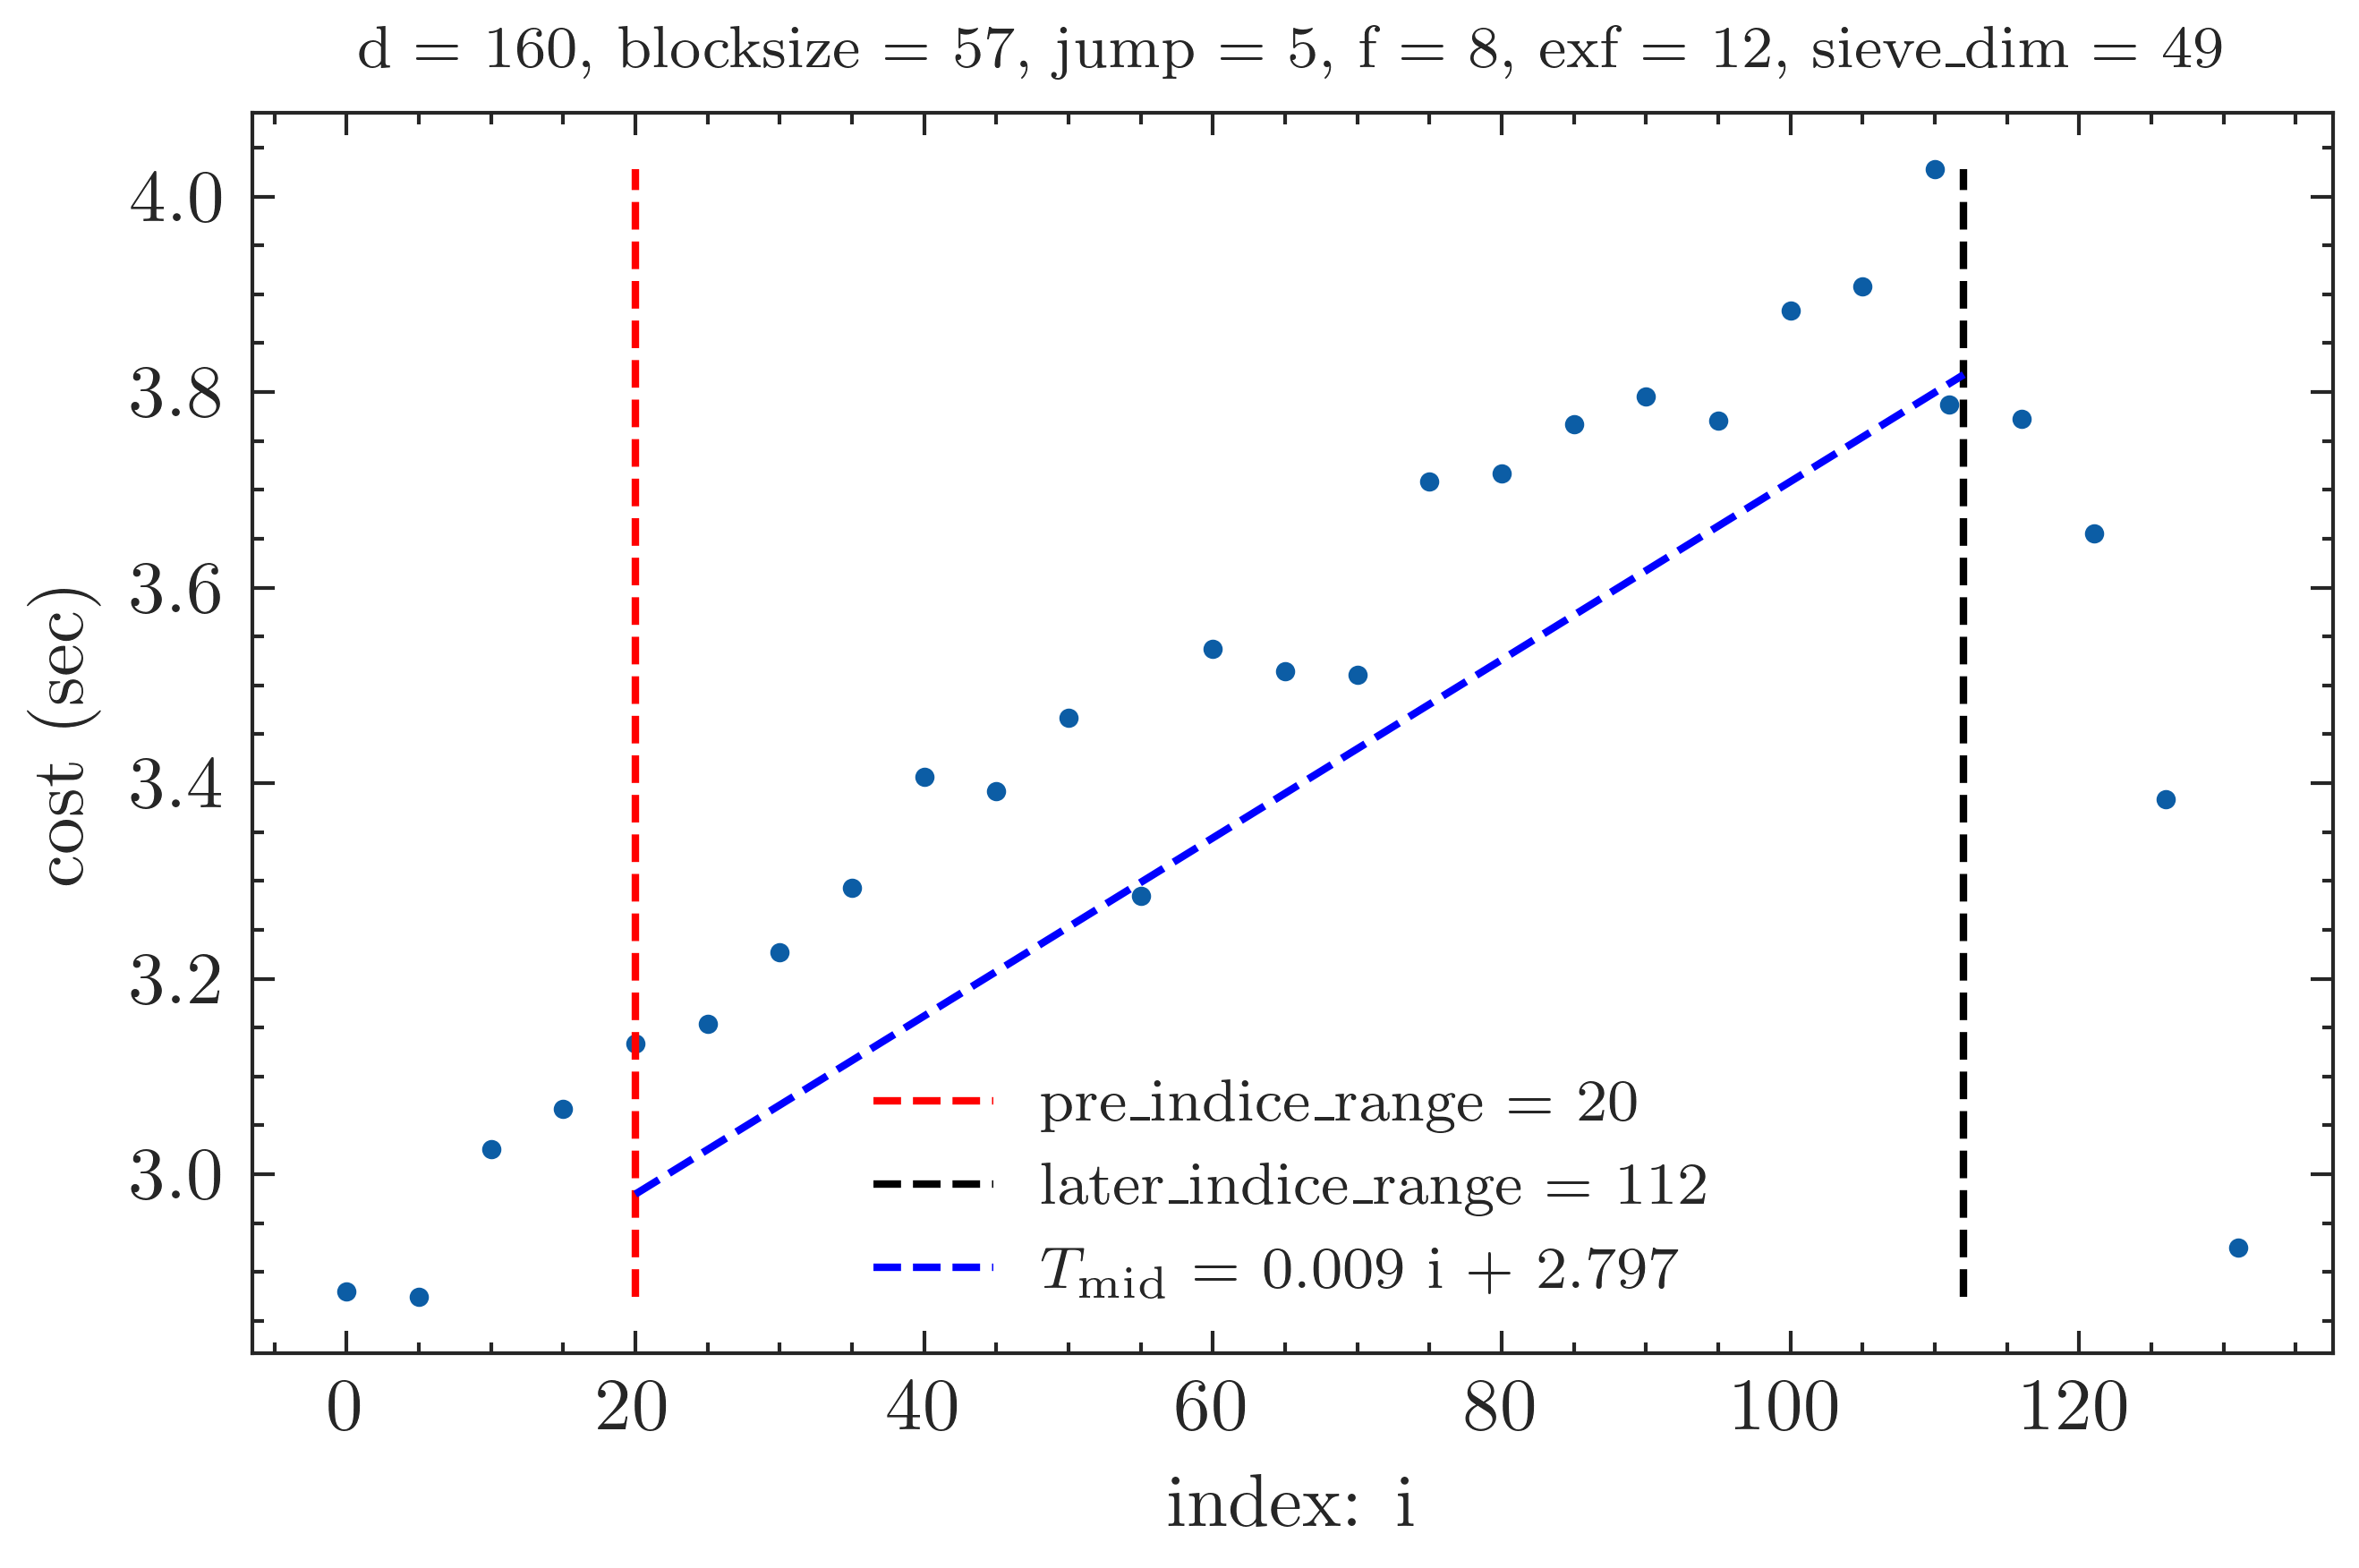 d = 160, blocksize = 57, jump = 5, f = 8, exf = 12, sieve_dim = 49
4.0
3.8
3.6
3.4
3.2
3.0
cost (sec)
pre_indice_range = 20
later_indice_range = 112
T_mid = 0.009 i + 2.797
0 20 40 60 80 100 120
index: i